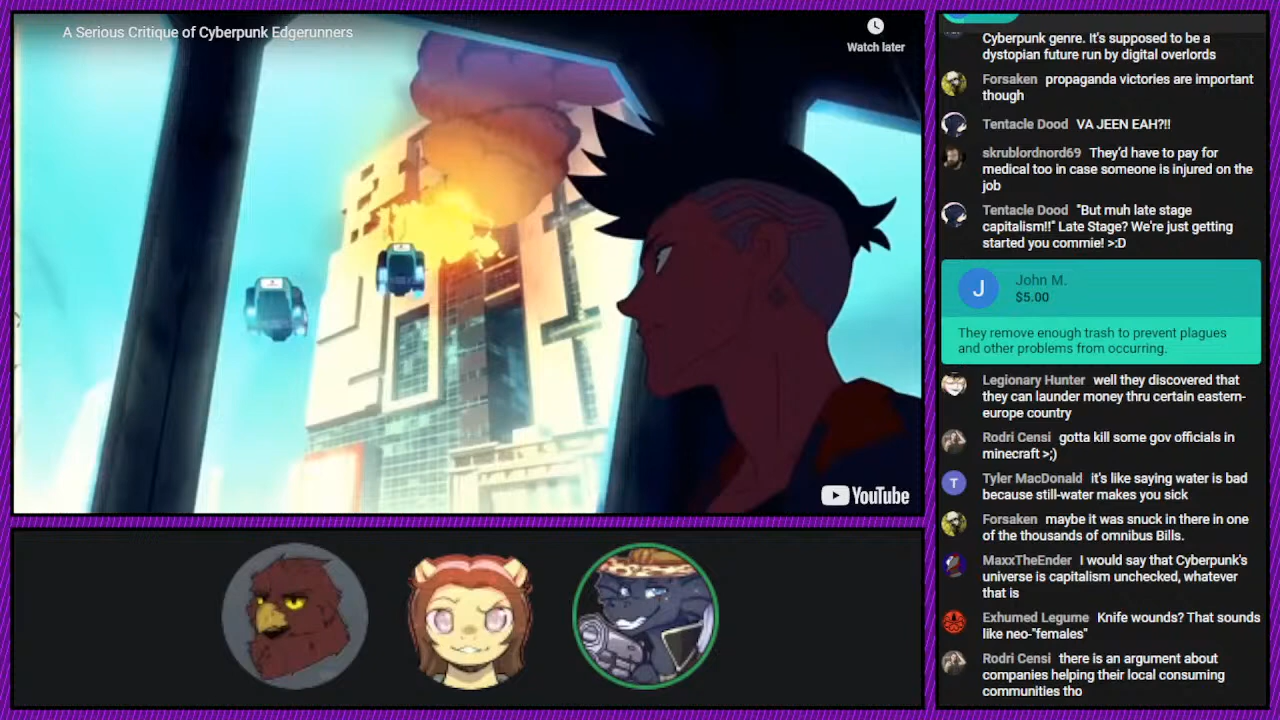 A Serious Critique of Cyberpunk Edgerunners
Watch later
YouTube
Cyberpunk genre. It's supposed to be a
dystopian future run by digital overlords
Forsaken propaganda victories are important
though
Tentacle Dood VA JEEN EAH?!!
skrublordnord69 They'd have to pay for
medical too in case someone is injured on the
job
Tentacle Dood "But muh late stage
capitalism!!" Late Stage? We're just getting
started you commie! >:D
J
John M.
$5.00
They remove enough trash to prevent plagues
and other problems from occurring.
Legionary Hunter well they discovered that
they can launder money thru certain eastern-
europe country
Rodri Censi gotta kill some gov officials in
minecraft >;)
T
Tyler MacDonald it's like saying water is bad
because still-water makes you sick
Forsaken maybe it was snuck in there in one
of the thousands of omnibus Bills.
MaxxTheEnder I would say that Cyberpunk's
universe is capitalism unchecked, whatever
that is
Exhumed Legume Knife wounds? That sounds
like neo-"females"
Rodri Censi there is an argument about
companies helping their local consuming
communities tho